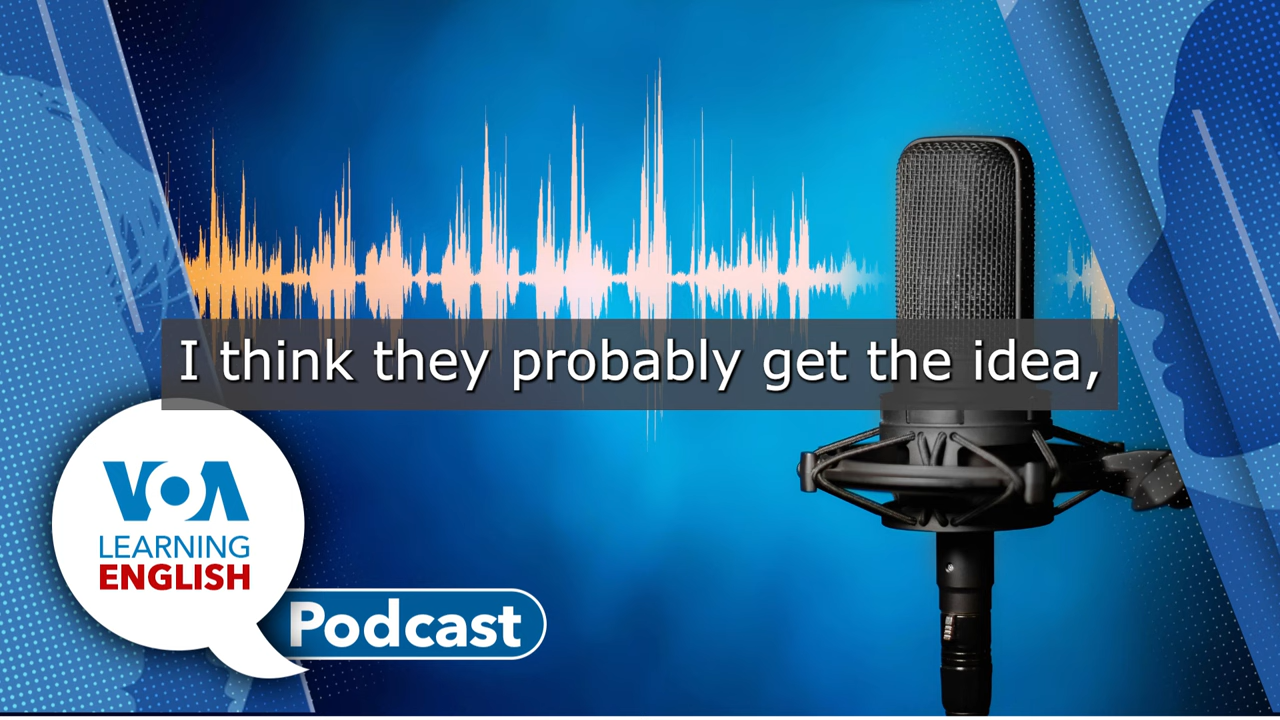 I think they probably get the idea,
VOA
LEARNING
ENGLISH
Podcast